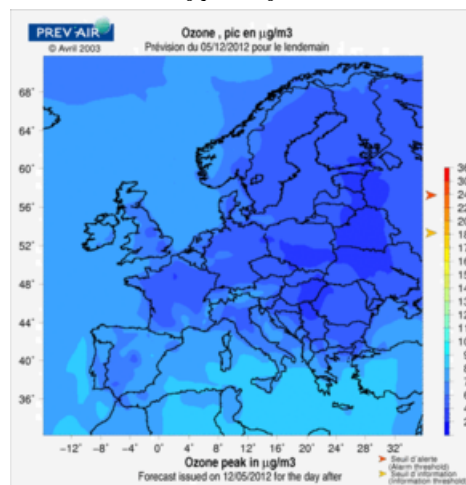 PREV'AIR
© Avril 2003
Ozone , pic en µg/m3
Prévision du 05/12/2012 pour le lendemain
68°
64°
60°
56°
52°
48°
44°
40°
36°
−12° −8° −4° 0° 4° 8° 12° 16° 20° 24° 28° 32°
Ozone peak in µg/m3
Forecast issued on 12/05/2012 for the day after
Seuil d'alerte
(Alarm threshold)
Seuil d'information
(Information threshold)